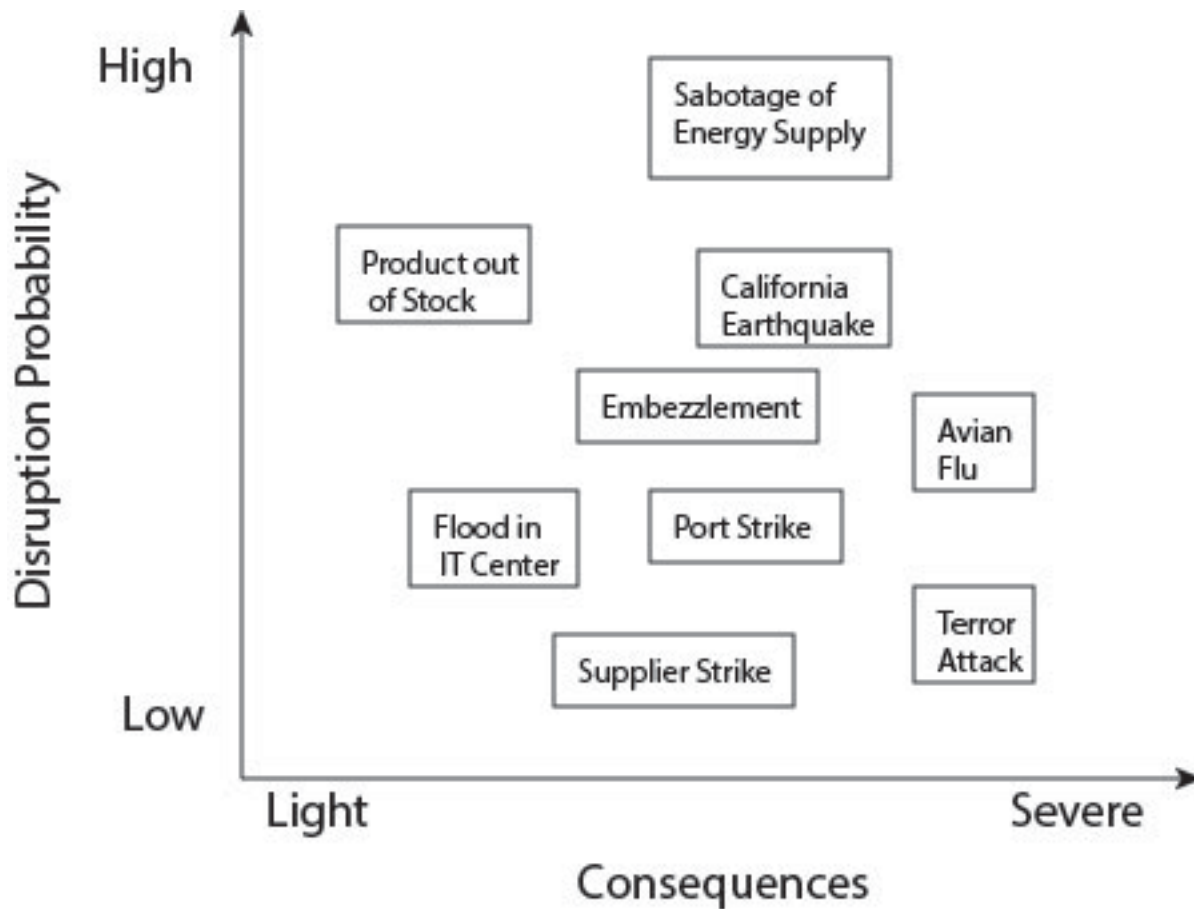 High
Sabotage of
Energy Supply
Product out
of Stock
California
Earthquake
Embezzlement
Avian
Flu
Flood in
IT Center
Port Strike
Terror
Attack
Supplier Strike
Low
Disruption Probability
Light
Severe
Consequences